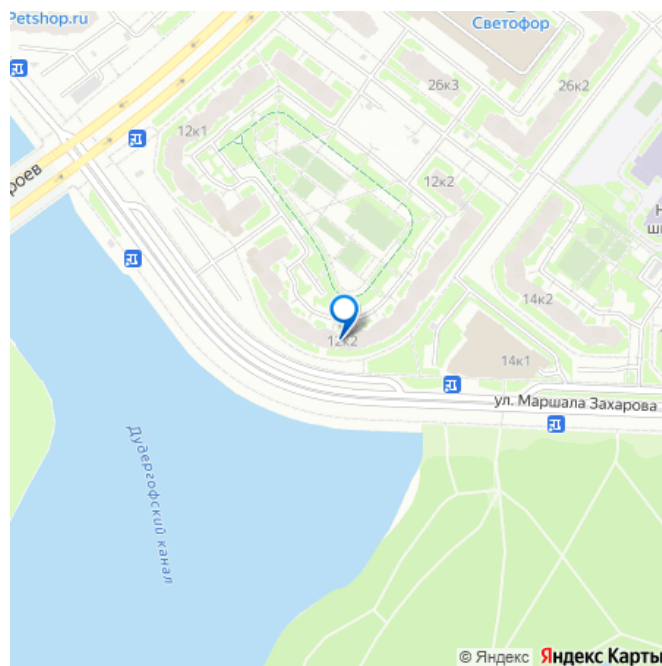 Petshop.ru
Светофор
26к3
26к2
12к1
роев
12к2
Н
шк
14к2
12к2
14к1
ул. Маршала Захарова
Дудергофский канал
© Яндекс Яндекс Карты